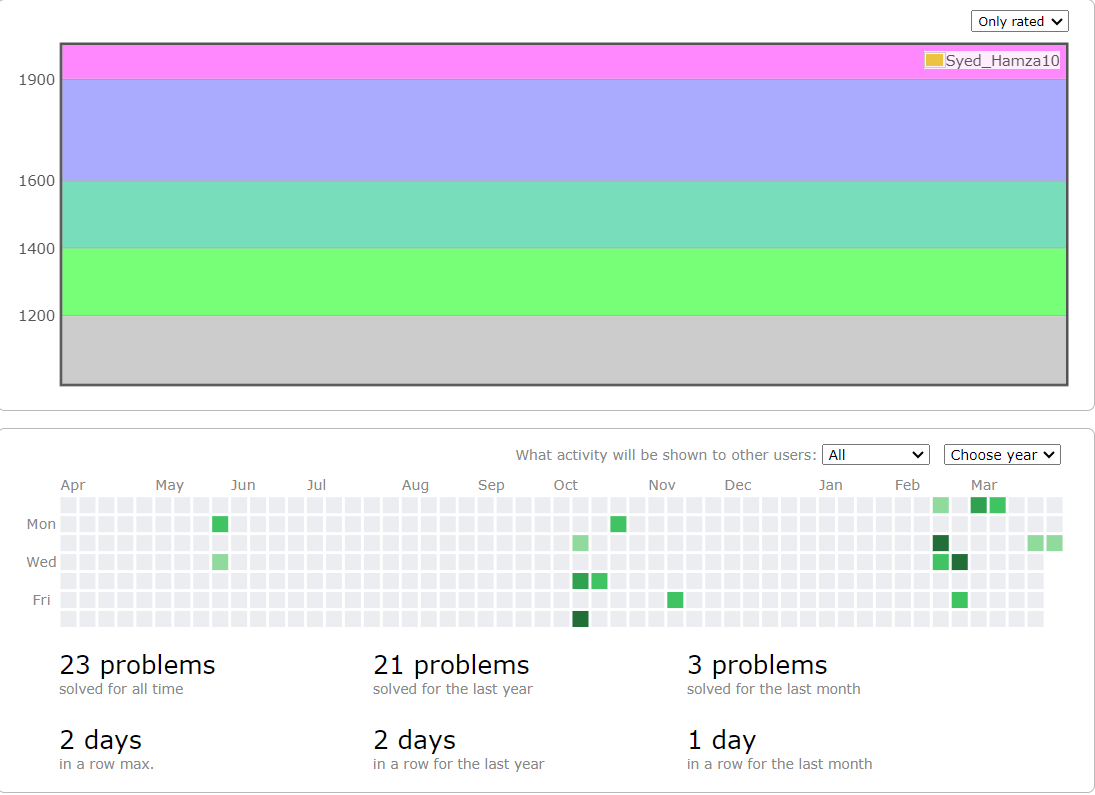 Only rated
Syed_Hamza10
1900
1600
1400
1200
What activity will be shown to other users: All Choose year
Apr May Jun Jul Aug Sep Oct Nov Dec Jan Feb Mar
Mon
Wed
Fri
23 problems 21 problems 3 problems
solved for all time solved for the last year solved for the last month
2 days 2 days 1 day
in a row max. in a row for the last year in a row for the last month